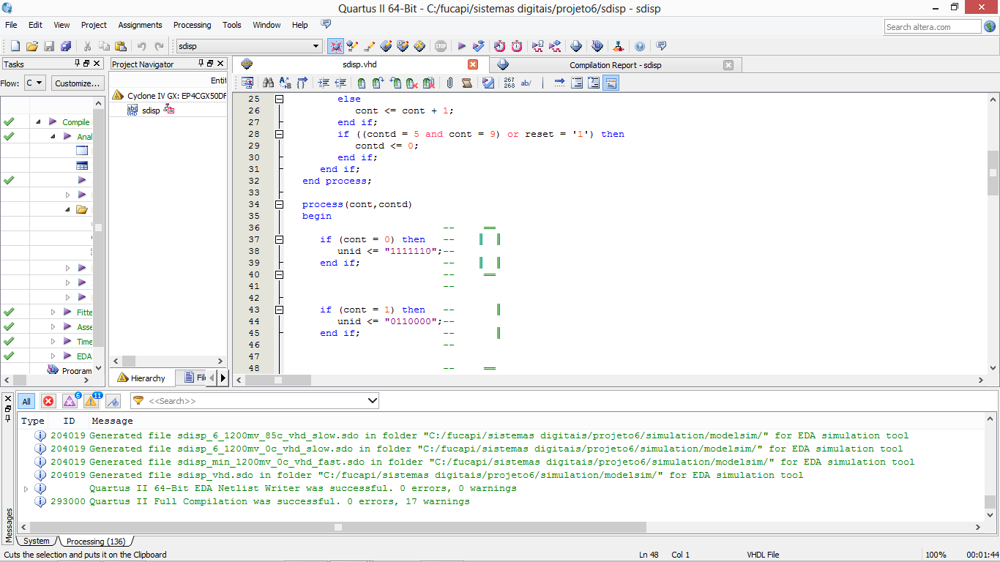 Quartus II 64-Bit - C:/fucapi/sistemas digitais/projeto6/sdisp - sdisp
File Edit View Project Assignments Processing Tools Window Help
Search altera.com
sdisp
STOP
Tasks
Flow: C Customize...
Compile
Anal
Fitte
Asse
Time
EDA
Program
Project Navigator
Entit
Cyclone IV GX: EP4CGX50DF
abd
VHD
sdisp
Hierarchy
Fil
sdisp.vhd
Compilation Report - sdisp
267
268
ab/
25 else
26 cont <= cont + 1;
27 end if;
28 if ((contd = 5 and cont = 9) or reset = '1') then
29 contd <= 0;
30 end if;
31 end if;
32 end process;
33
34 process(cont,contd)
35 begin
36 -- ==
37 if (cont = 0) then -- ‖ ‖
38 unid <= "1111110";--
39 end if; -- ‖ ‖
40 -- ==
41 --
42
43 if (cont = 1) then -- ‖
44 unid <= "0110000";--
45 end if; -- ‖
46 --
47
48 -- ==
All
6
11
<<Search>>
Type ID Message
204019 Generated file sdisp_6_1200mv_85c_vhd_slow.sdo in folder "C:/fucapi/sistemas digitais/projeto6/simulation/modelsim/" for EDA simulation tool
204019 Generated file sdisp_6_1200mv_0c_vhd_slow.sdo in folder "C:/fucapi/sistemas digitais/projeto6/simulation/modelsim/" for EDA simulation tool
204019 Generated file sdisp_min_1200mv_0c_vhd_fast.sdo in folder "C:/fucapi/sistemas digitais/projeto6/simulation/modelsim/" for EDA simulation tool
204019 Generated file sdisp_vhd.sdo in folder "C:/fucapi/sistemas digitais/projeto6/simulation/modelsim/" for EDA simulation tool
Quartus II 64-Bit EDA Netlist Writer was successful. 0 errors, 0 warnings
293000 Quartus II Full Compilation was successful. 0 errors, 17 warnings
Messages
System Processing (136)
Cuts the selection and puts it on the Clipboard
Ln 48 Col 1 VHDL File 100% 00:01:44